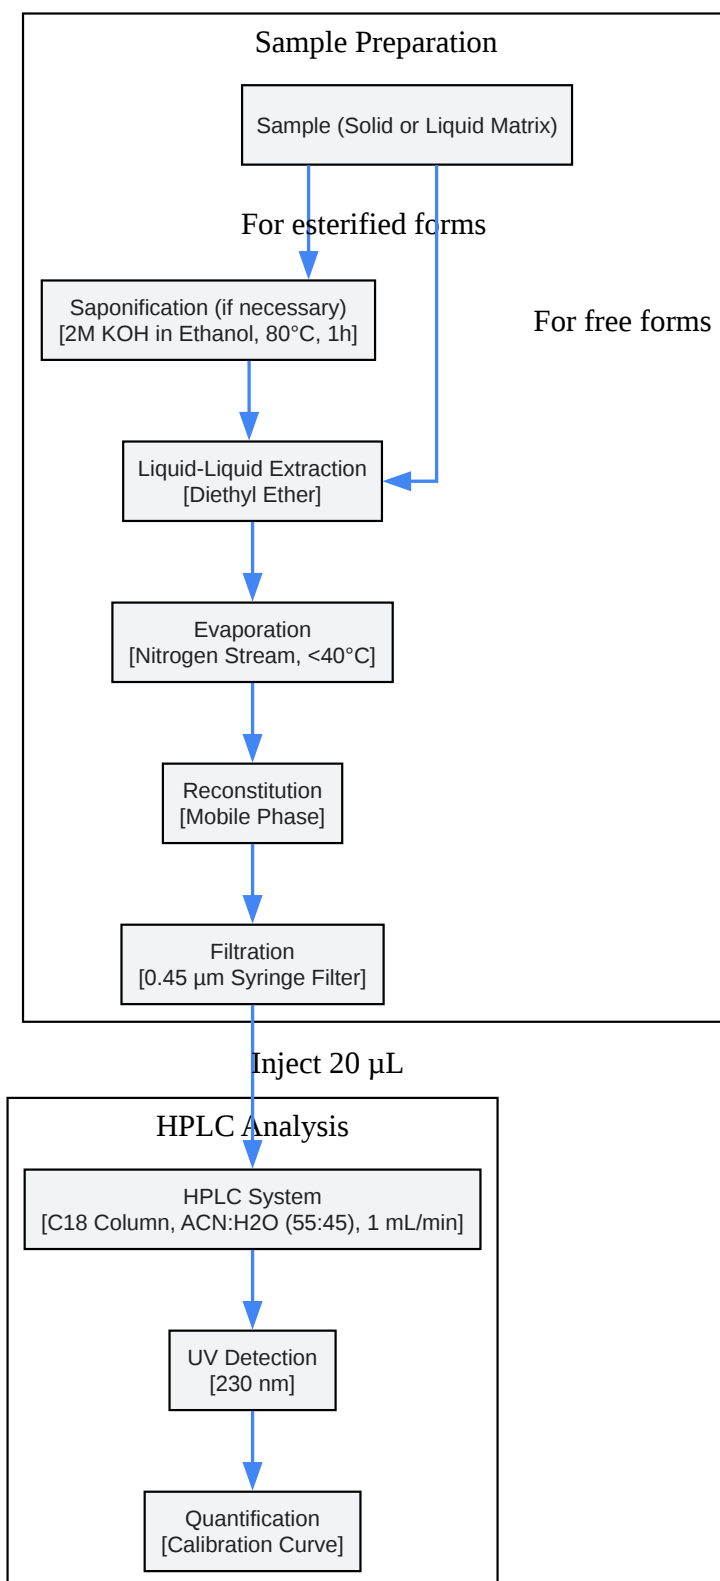 Sample Preparation
Sample (Solid or Liquid Matrix)
For esterified forms
Saponification (if necessary)
[2M KOH in Ethanol, 80°C, 1h]
For free forms
Liquid-Liquid Extraction
[Diethyl Ether]
Evaporation
[Nitrogen Stream, <40°C]
Reconstitution
[Mobile Phase]
Filtration
[0.45 µm Syringe Filter]
Inject 20 µL
HPLC Analysis
HPLC System
[C18 Column, ACN:H2O (55:45), 1 mL/min]
UV Detection
[230 nm]
Quantification
[Calibration Curve]